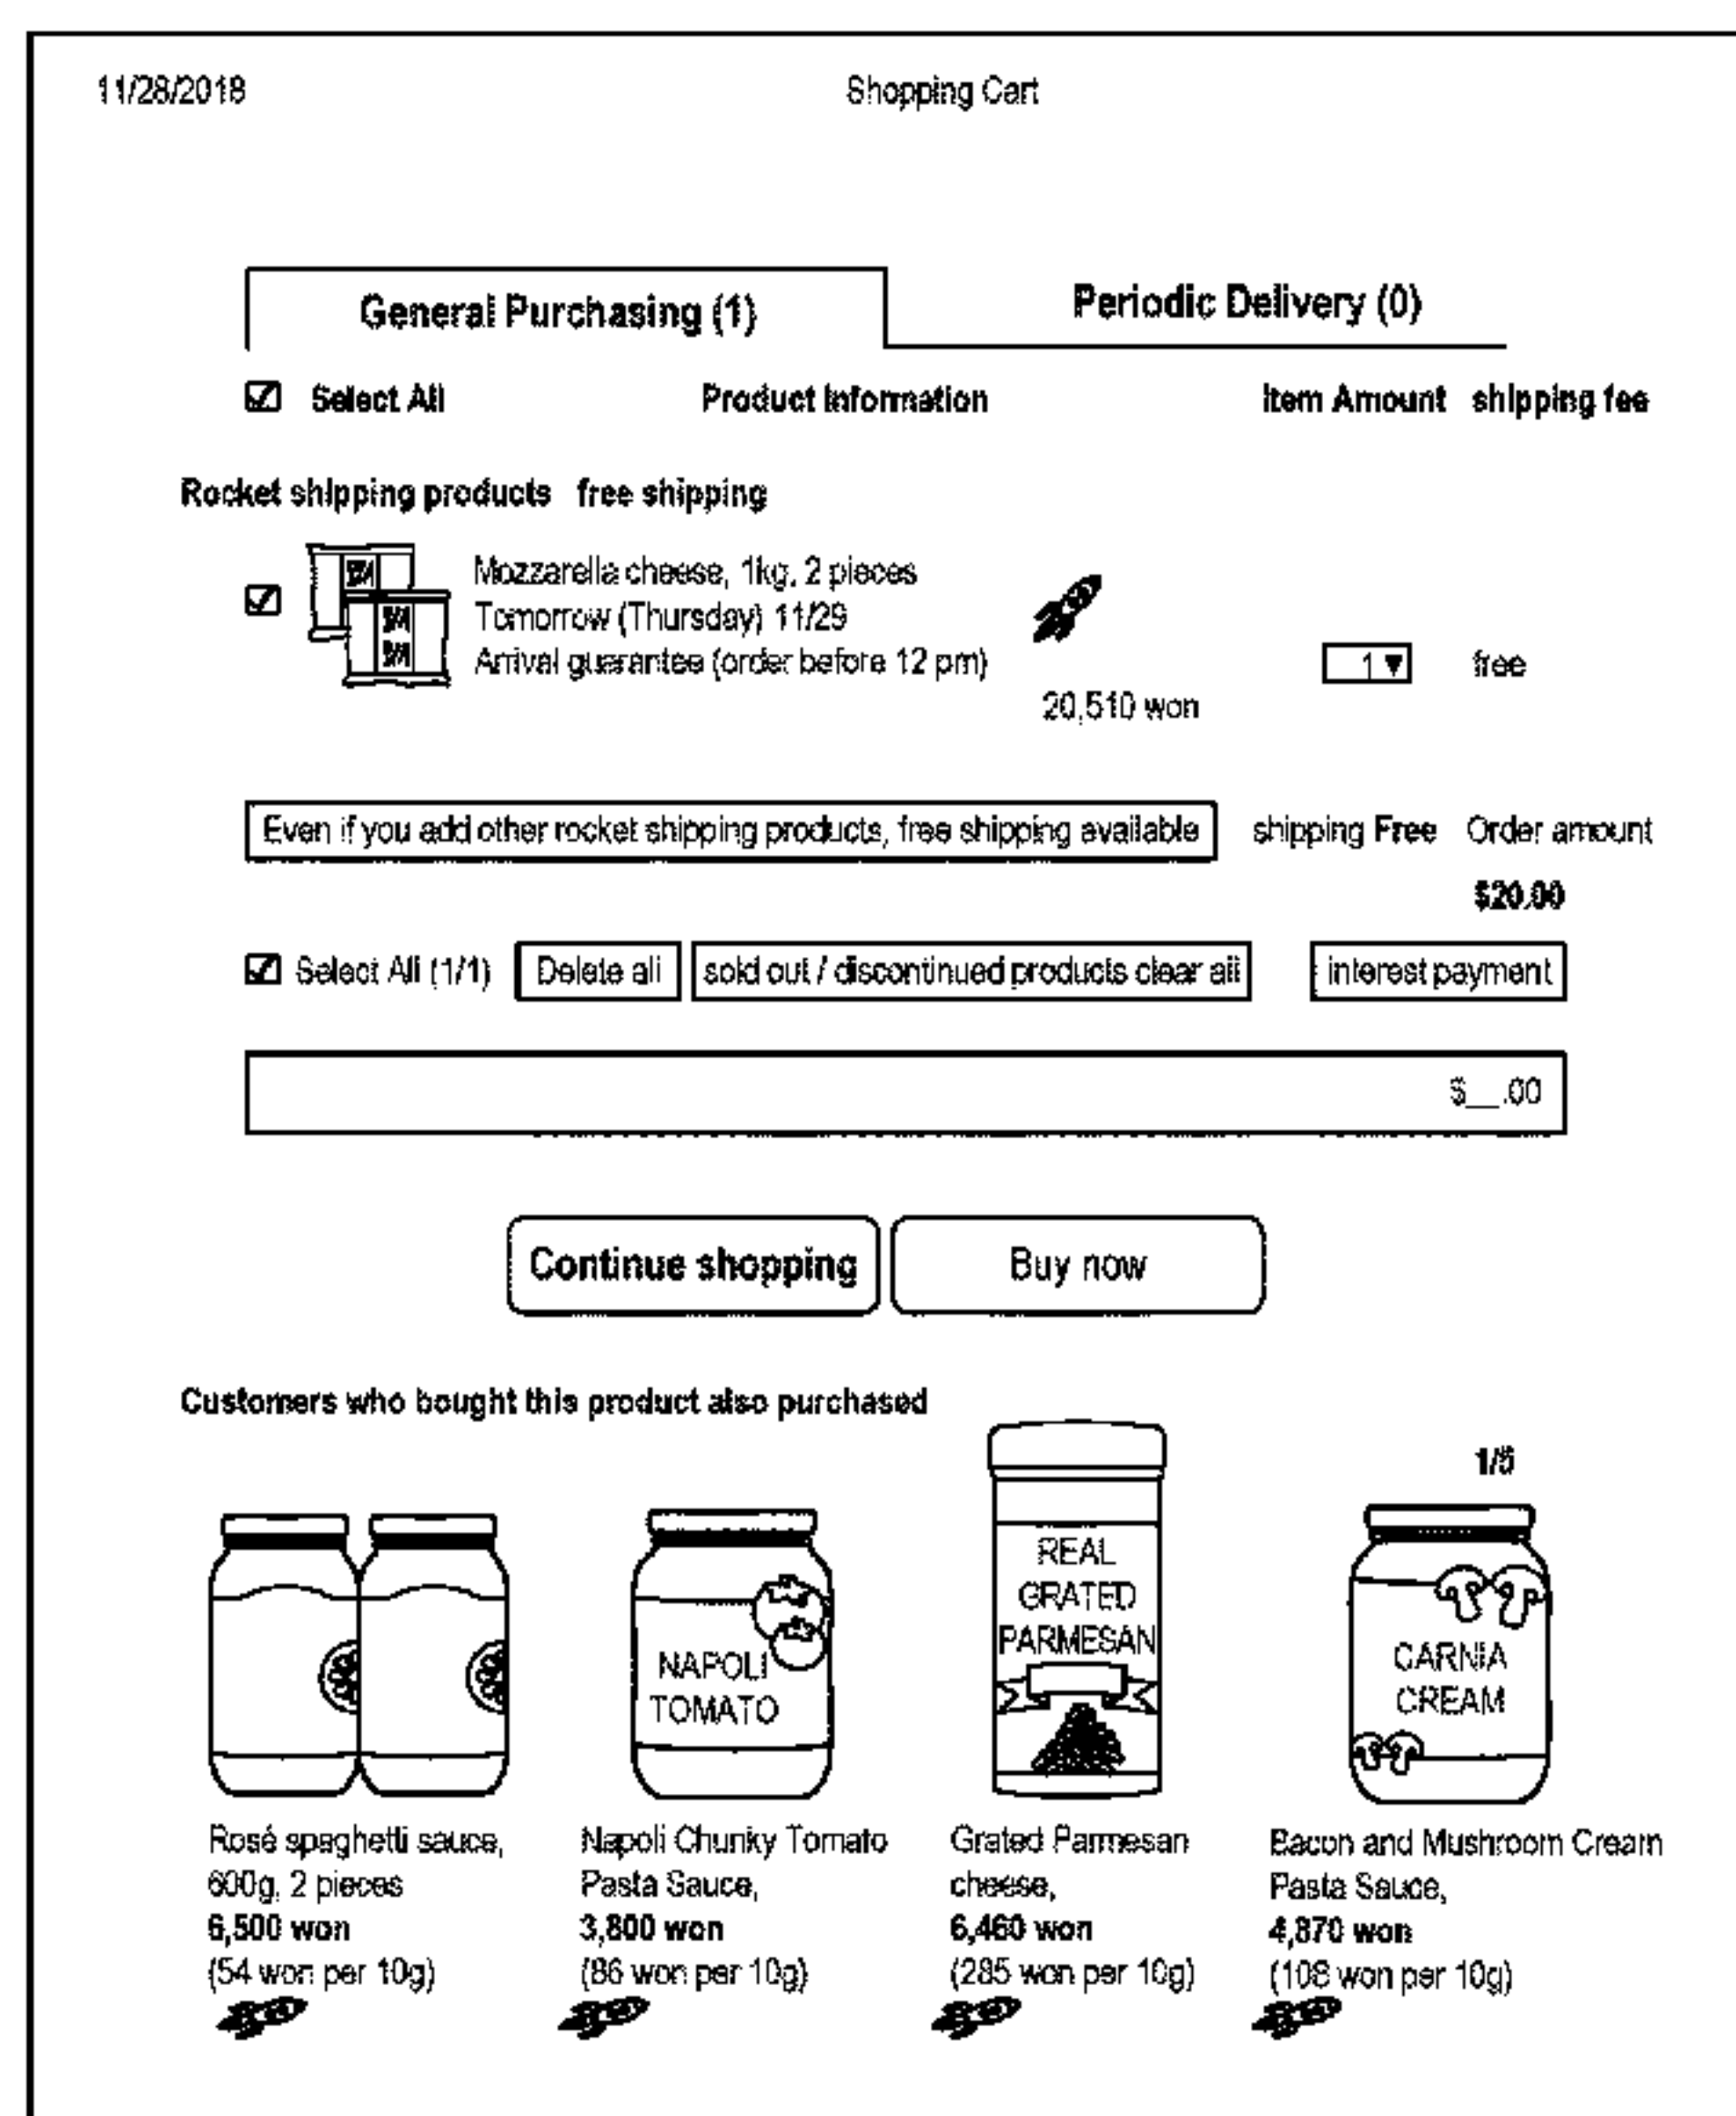 11/28/2018 Shopping Cart
General Purchasing (1) Periodic Delivery (0)
Select All Product Information Item Amount shipping fee
Rocket shipping products free shipping
Mozzarella cheese, 1kg, 2 pieces
Tomorrow (Thursday) 11/29
Arrival guarantee (order before 12 pm)
1 free
20,510 won
Even if you add other rocket shipping products, free shipping available shipping Free Order amount
$20.00
Select All (1/1) Delete all sold out / discontinued products clear all interest payment
$__.00
Continue shopping Buy now
Customers who bought this product also purchased
1/5
REAL
GRATED
PARMESAN
NAPOLI
TOMATO
CARNIA
CREAM
Rosé spaghetti sauce,
600g, 2 pieces
6,500 won
(54 won per 10g)
Napoli Chunky Tomato
Pasta Sauce,
3,800 won
(86 won per 10g)
Grated Parmesan
cheese,
6,460 won
(285 won per 10g)
Bacon and Mushroom Cream
Pasta Sauce,
4,870 won
(108 won per 10g)